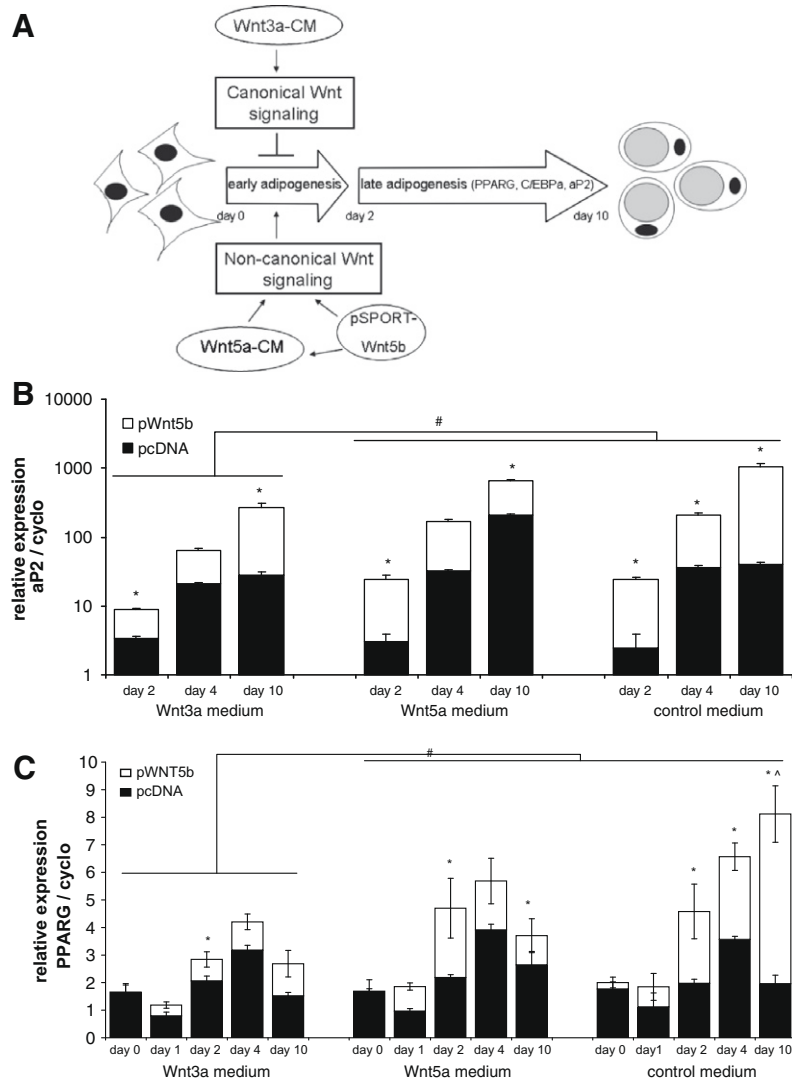 A
Wnt3a-CM
Canonical Wnt
signaling
early adipogenesis
late adipogenesis (PPARG, C/EBPa, aP2)
day 0
day 2
day 10
Non-canonical Wnt
signaling
pSPORT-
Wnt5b
Wnt5a-CM
B
10000
1000
100
10
1
relative expression
aP2 / cyclo
pWnt5b
pcDNA
#
* * * * * * *
day 2 day 4 day 10 day 2 day 4 day 10 day 2 day 4 day 10
Wnt3a medium Wnt5a medium control medium
C
10
9
8
7
6
5
4
3
2
1
0
relative expression
PPARG / cyclo
pWNT5b
pcDNA
#
* * * * * * ^
day 0 day 1 day 2 day 4 day 10 day 0 day 1 day 2 day 4 day 10 day 0 day1 day 2 day 4 day 10
Wnt3a medium Wnt5a medium control medium